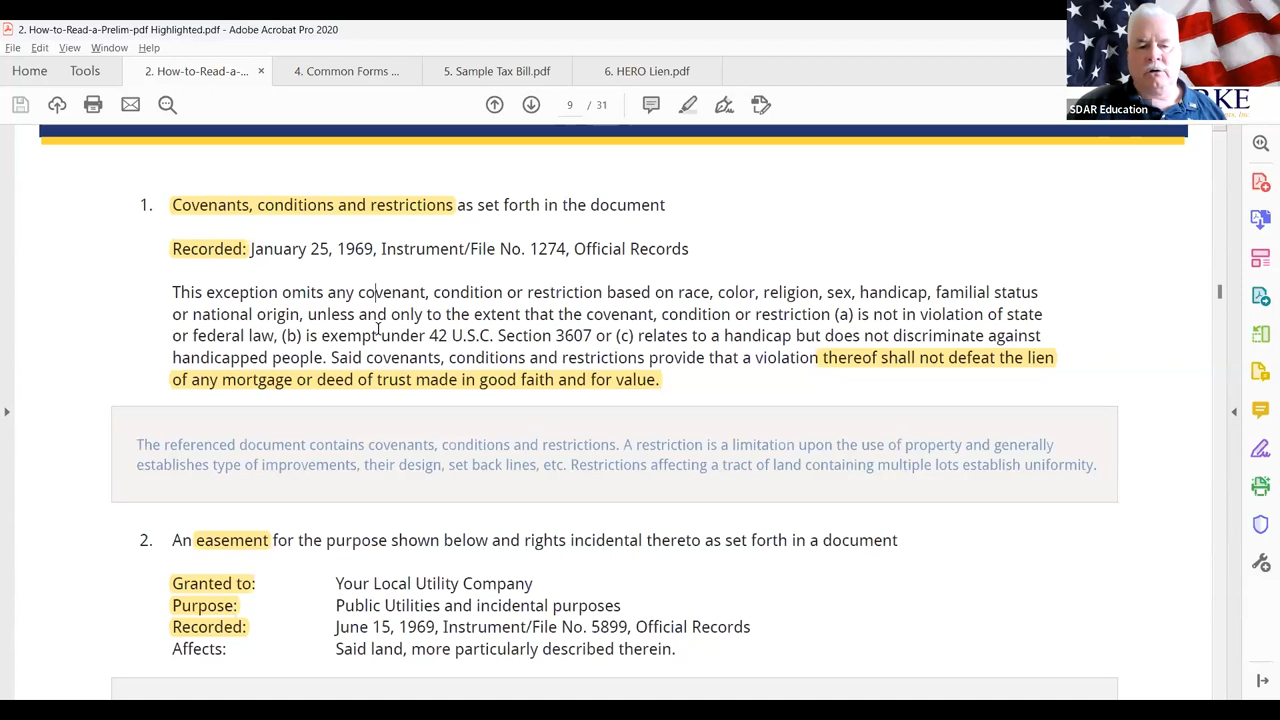 2. How-to-Read-a-Prelim-pdf Highlighted.pdf - Adobe Acrobat Pro 2020
File Edit View Window Help
Home Tools 2. How-to-Read-a-... × 4. Common Forms ... 5. Sample Tax Bill.pdf 6. HERO Lien.pdf
9 / 31
RKE
SDAR Education
1. Covenants, conditions and restrictions as set forth in the document
Recorded: January 25, 1969, Instrument/File No. 1274, Official Records
This exception omits any covenant, condition or restriction based on race, color, religion, sex, handicap, familial status
or national origin, unless and only to the extent that the covenant, condition or restriction (a) is not in violation of state
or federal law, (b) is exempt under 42 U.S.C. Section 3607 or (c) relates to a handicap but does not discriminate against
handicapped people. Said covenants, conditions and restrictions provide that a violation thereof shall not defeat the lien
of any mortgage or deed of trust made in good faith and for value.
The referenced document contains covenants, conditions and restrictions. A restriction is a limitation upon the use of property and generally
establishes type of improvements, their design, set back lines, etc. Restrictions affecting a tract of land containing multiple lots establish uniformity.
2. An easement for the purpose shown below and rights incidental thereto as set forth in a document
Granted to: Your Local Utility Company
Purpose: Public Utilities and incidental purposes
Recorded: June 15, 1969, Instrument/File No. 5899, Official Records
Affects: Said land, more particularly described therein.